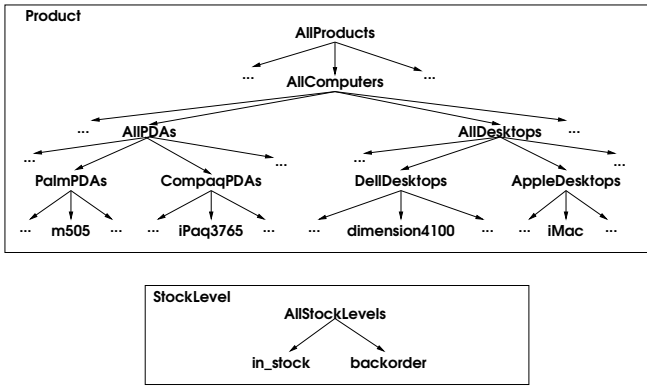 Product
AllProducts
... ...
AllComputers
... AllPDAs AllDesktops ...
... ... ... ...
PalmPDAs CompaqPDAs DellDesktops AppleDesktops
... m505 ... ... iPaq3765 ... ... dimension4100 ... ... iMac ...
StockLevel
AllStockLevels
in_stock backorder